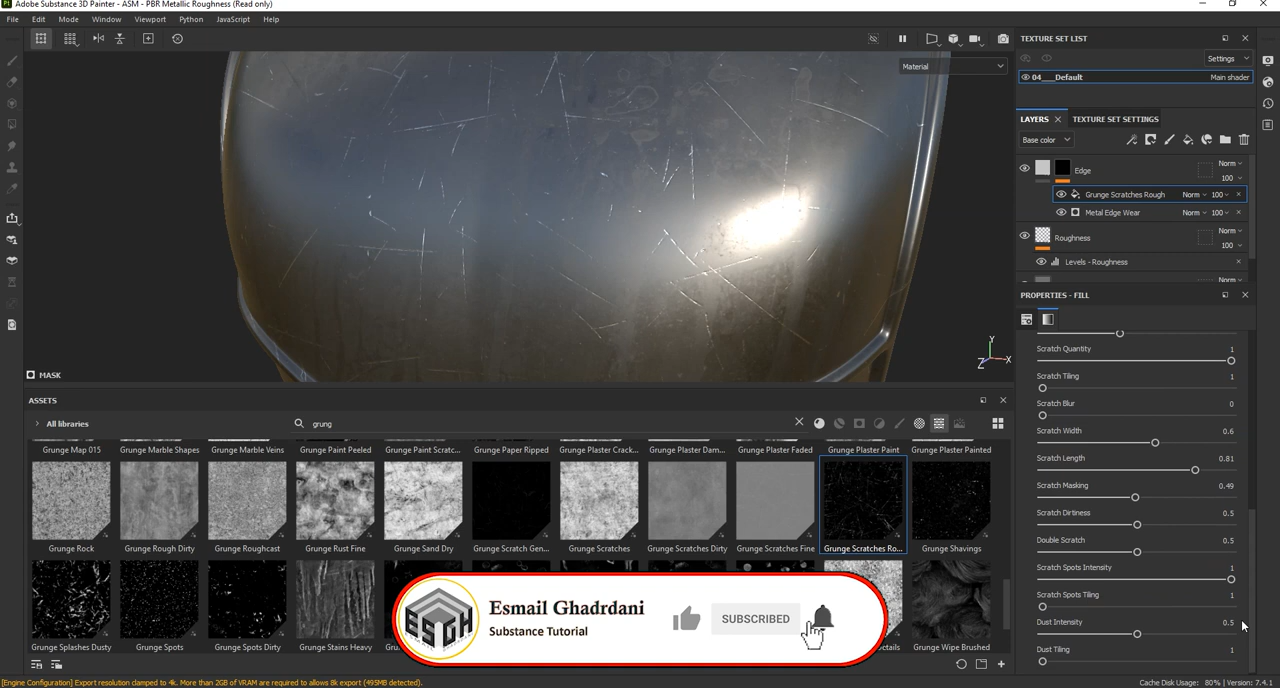 Adobe Substance 3D Painter - ASM - PBR Metallic Roughness (Read only)
File Edit Mode Window Viewport Python JavaScript Help
Material
MASK
Y
Z X
TEXTURE SET LIST
Settings
04___Default Main shader
LAYERS TEXTURE SET SETTINGS
Base color
Edge Norm
100
Grunge Scratches Rough Norm 100
Metal Edge Wear Norm 100
Roughness Norm
100
Levels - Roughness
Norm
PROPERTIES - FILL
Scratch Quantity 1
Scratch Tiling 1
Scratch Blur 0
Scratch Width 0.6
Scratch Length 0.81
Scratch Masking 0.49
Scratch Dirtiness 0.5
Double Scratch 0.5
Scratch Spots Intensity 1
Scratch Spots Tiling 1
Dust Intensity 0.5
Dust Tiling 1
ASSETS
All libraries grung
Grunge Map 015 Grunge Marble Shapes Grunge Marble Veins Grunge Paint Peeled Grunge Paint Scratc... Grunge Paper Ripped Grunge Plaster Crack... Grunge Plaster Dam... Grunge Plaster Faded Grunge Plaster Paint Grunge Plaster Painted
Grunge Rock Grunge Rough Dirty Grunge Roughcast Grunge Rust Fine Grunge Sand Dry Grunge Scratch Gen... Grunge Scratches Grunge Scratches Dirty Grunge Scratches Fine Grunge Scratches Ro... Grunge Shavings
Grunge Splashes Dusty Grunge Spots Grunge Spots Dirty Grunge Stains Heavy Grunge Wipe Brushed
ESGH
Esmail Ghadrdani
Substance Tutorial
SUBSCRIBED
[Engine Configuration] Export resolution clamped to 4k. More than 2GB of VRAM are required to allows 8k export (495MB detected).
Cache Disk Usage: 80% | Version: 7.4.1